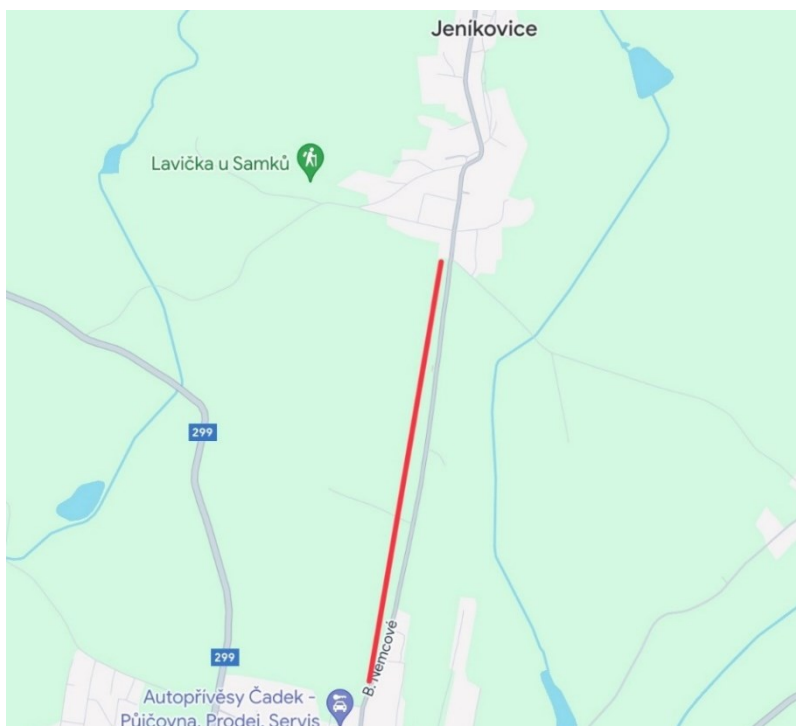 Jeníkovice
Lavička u Samků
299
299
B. Němcové
Autopřívěsy Čadek -
Půjčovna, Prodej, Servis